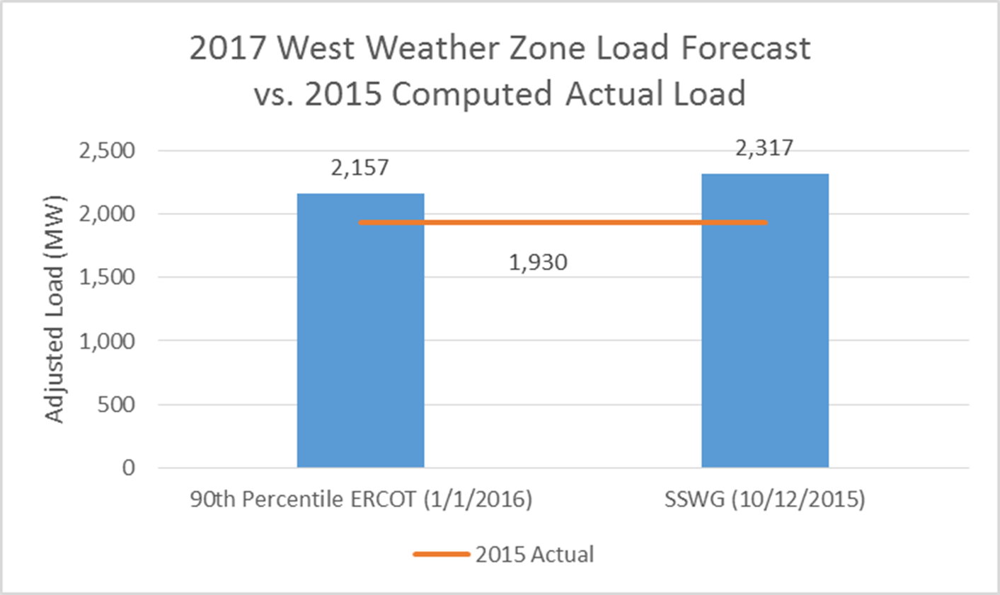 2017 West Weather Zone Load Forecast
vs. 2015 Computed Actual Load
Adjusted Load (MW)
2,500
2,000
1,500
1,000
500
0
2,157
2,317
1,930
90th Percentile ERCOT (1/1/2016)
SSWG (10/12/2015)
2015 Actual